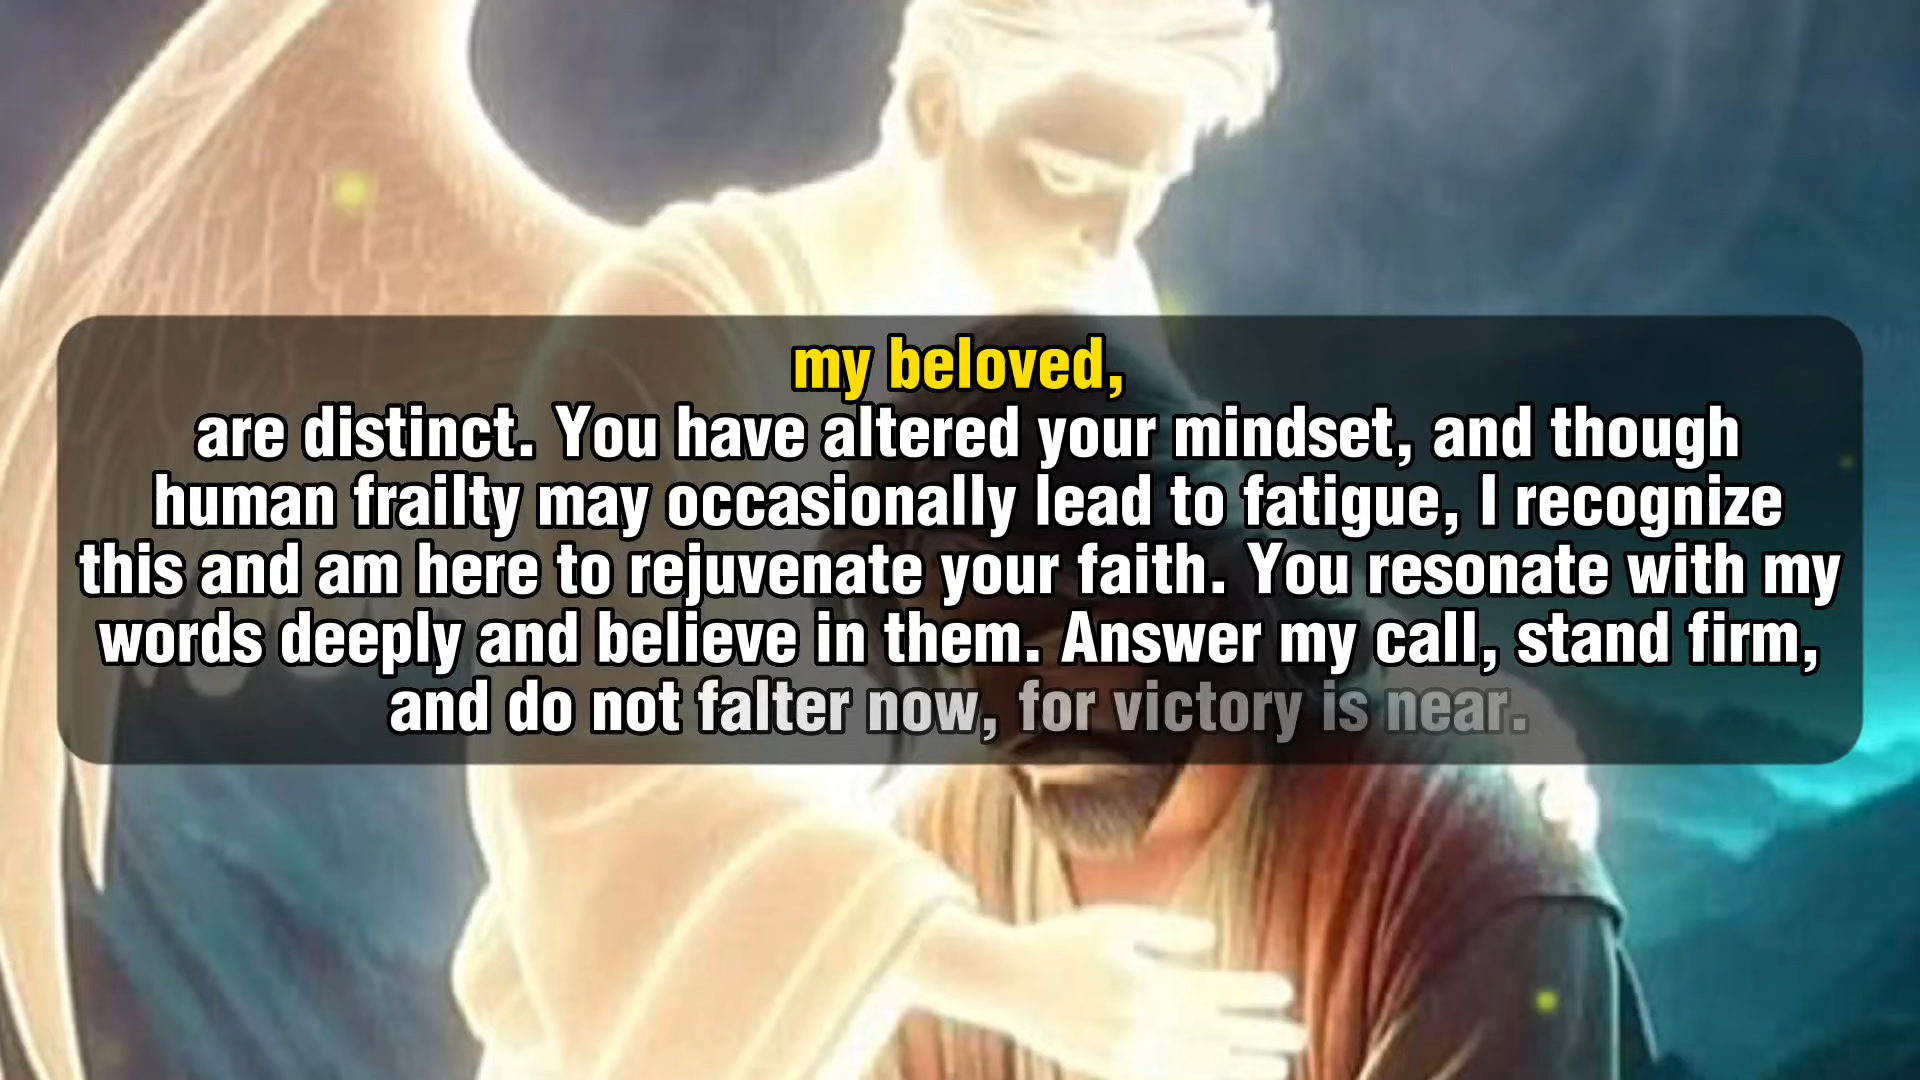 my beloved,
are distinct. You have altered your mindset, and though
human frailty may occasionally lead to fatigue, I recognize
this and am here to rejuvenate your faith. You resonate with my
words deeply and believe in them. Answer my call, stand firm,
and do not falter now, for victory is near.